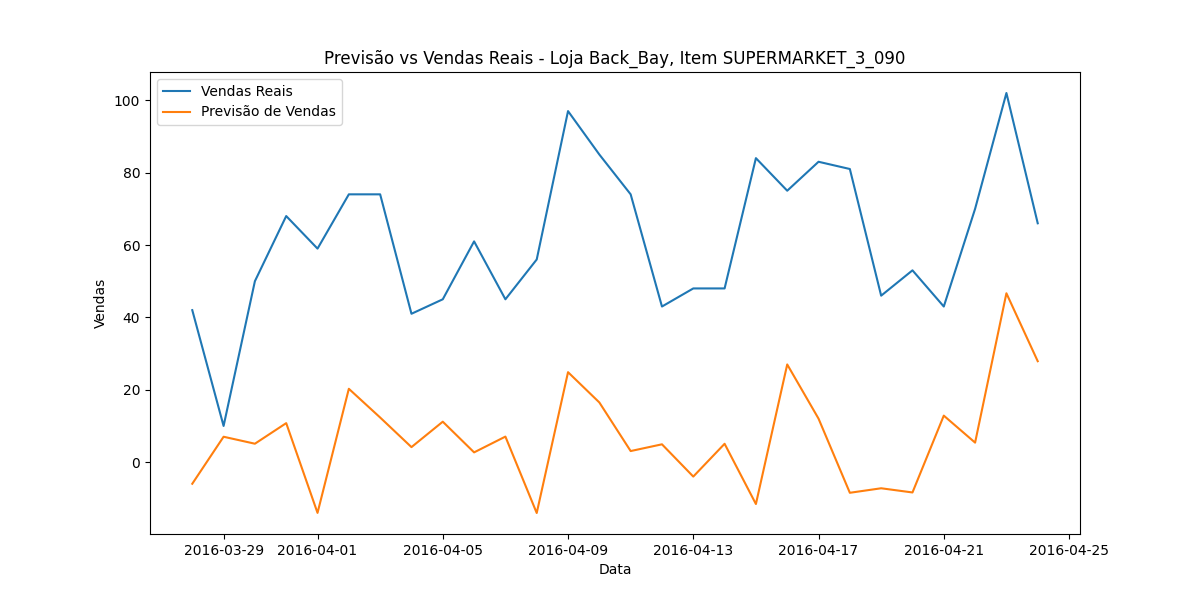 Previsão vs Vendas Reais - Loja Back_Bay, Item SUPERMARKET_3_090
Vendas Reais
Previsão de Vendas
Vendas
100
80
60
40
20
0
2016-03-29 2016-04-01 2016-04-05 2016-04-09 2016-04-13 2016-04-17 2016-04-21 2016-04-25
Data